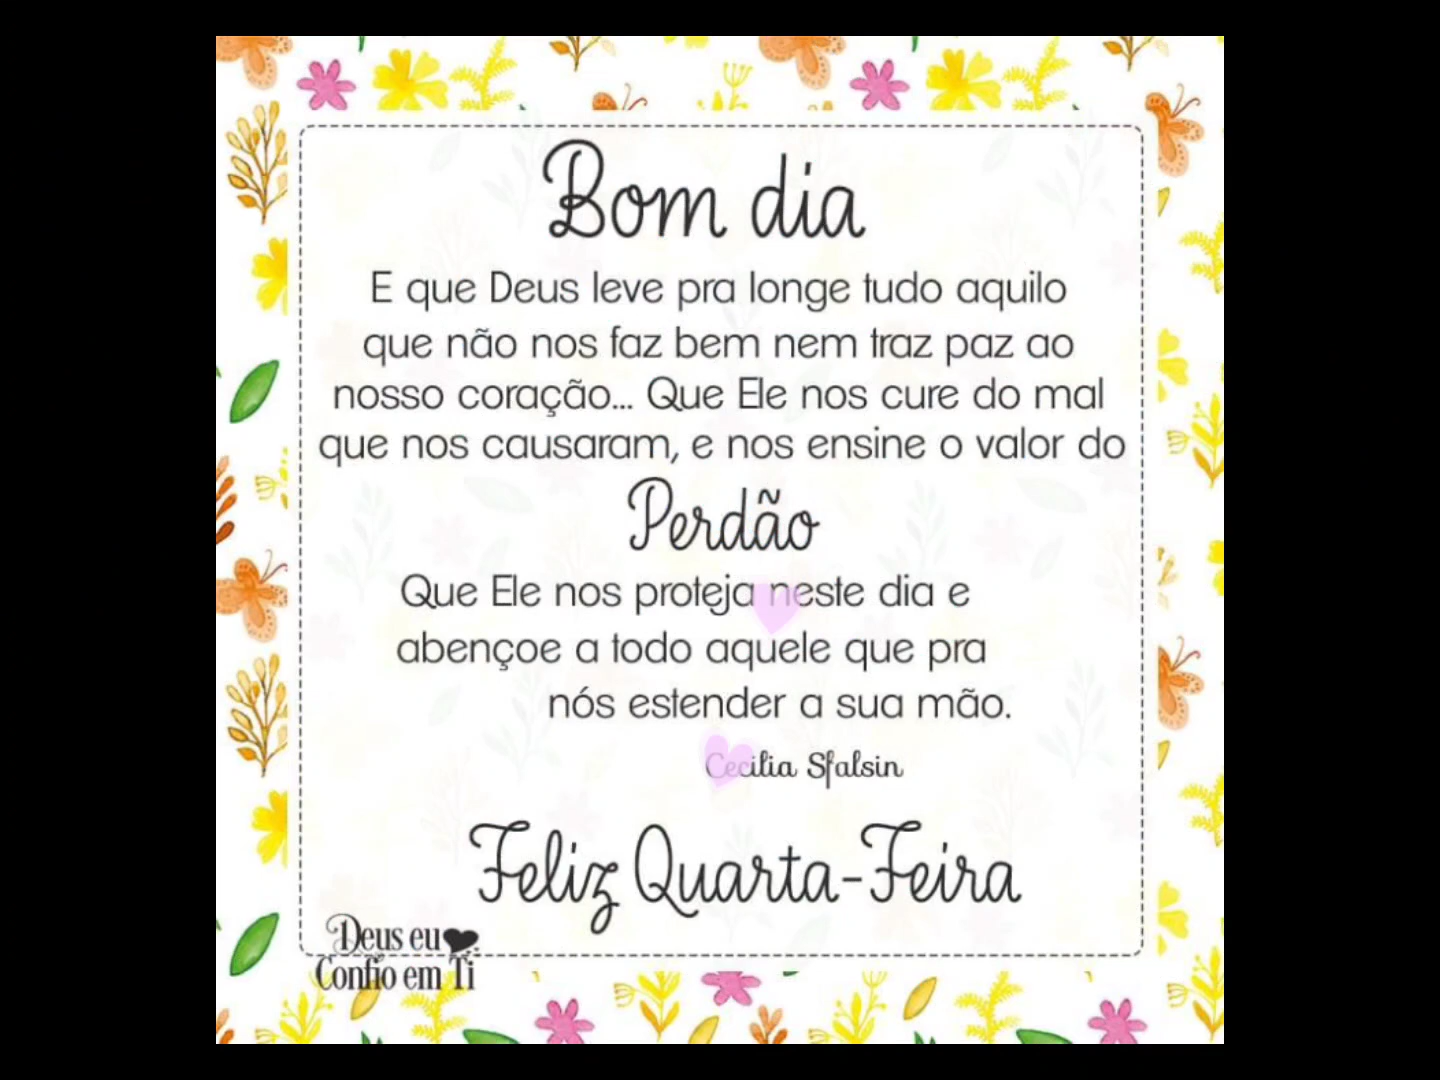 Bom dia
E que Deus leve pra longe tudo aquilo
que não nos faz bem nem traz paz ao
nosso coração... Que Ele nos cure do mal
que nos causaram, e nos ensine o valor do
Perdão
Que Ele nos proteja neste dia e
abençoe a todo aquele que pra
nós estender a sua mão.
Cecilia Sfalsin
Feliz Quarta-Feira
Deus eu
Confio em Ti